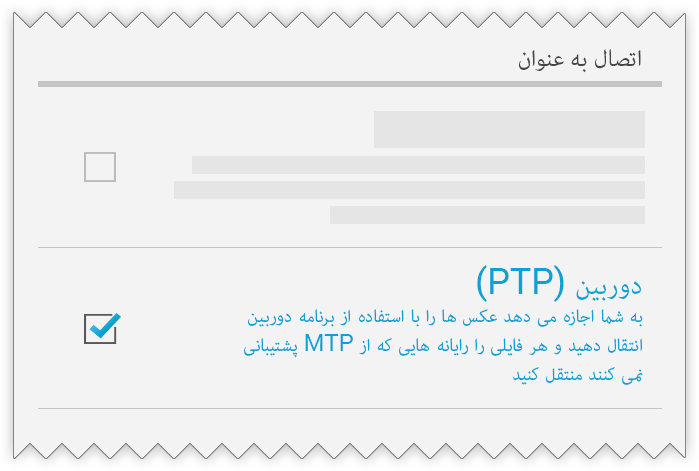 اتصال به عنوان
دوربین (PTP)
به شما اجازه می دهد عکس ها را با استفاده از برنامه دوربین
انتقال دهید و هر فایلی را رایانه هایی که از MTP پشتیبانی
نمی کنند منتقل کنید